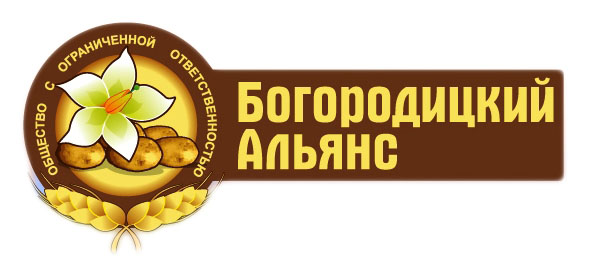 ОБЩЕСТВО С ОГРАНИЧЕННОЙ ОТВЕТСТВЕННОСТЬЮ
БОГОРОДИЦКИЙ
АЛЬЯНС